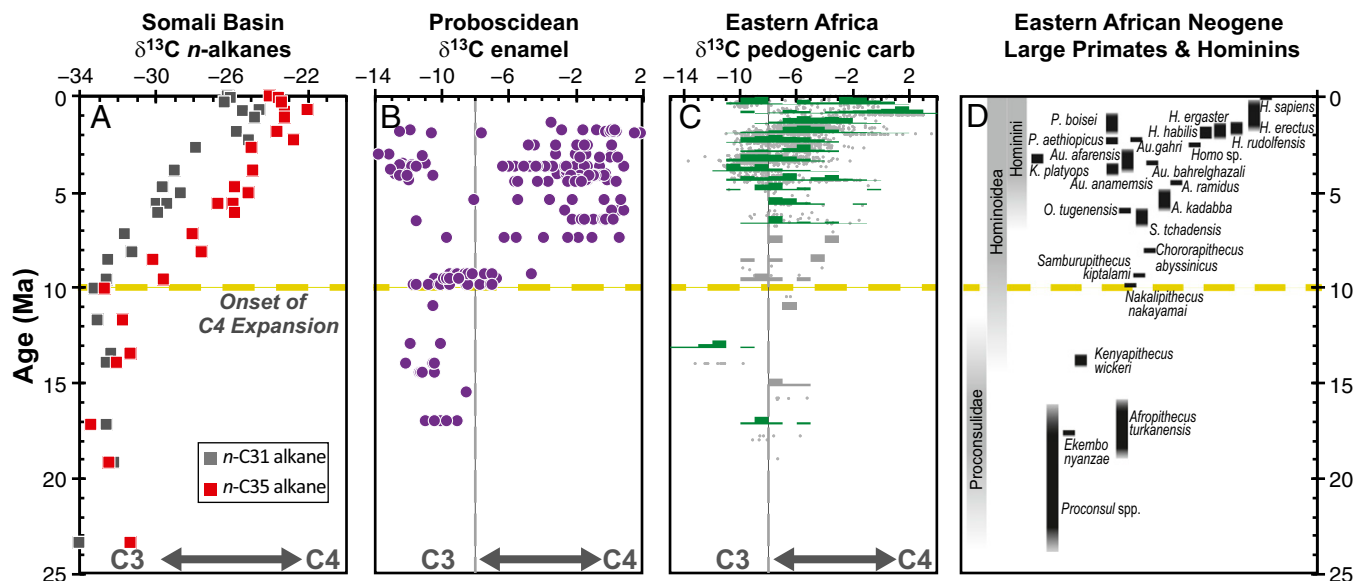 Somali Basin
δ13C n-alkanes
Proboscidean
δ13C enamel
Eastern Africa
δ13C pedogenic carb
Eastern African Neogene
Large Primates & Hominins
−34 −30 −26 −22
−14 −10 −6 −2 2
−14 −10 −6 −2 2
A
B
C
D
Age (Ma)
0
5
10
15
20
25
Onset of
C4 Expansion
n-C31 alkane
n-C35 alkane
C3 C4
C3 C4
C3 C4
Proconsulidae
Hominoidea
Hominini
H. sapiens
P. boisei
H. ergaster
H. habilis
H. erectus
P. aethiopicus
Au.gahri
H. rudolfensis
Au. afarensis
Homo sp.
K. platyops
Au. bahrelghazali
Au. anamemsis
A. ramidus
O. tugenensis
A. kadabba
S. tchadensis
Samburupithecus
kiptalami
Chororapithecus
abyssinicus
Nakalipithecus
nakayamai
Kenyapithecus
wickeri
Afropithecus
turkanensis
Ekembo
nyanzae
Proconsul spp.
0
5
10
15
20
25